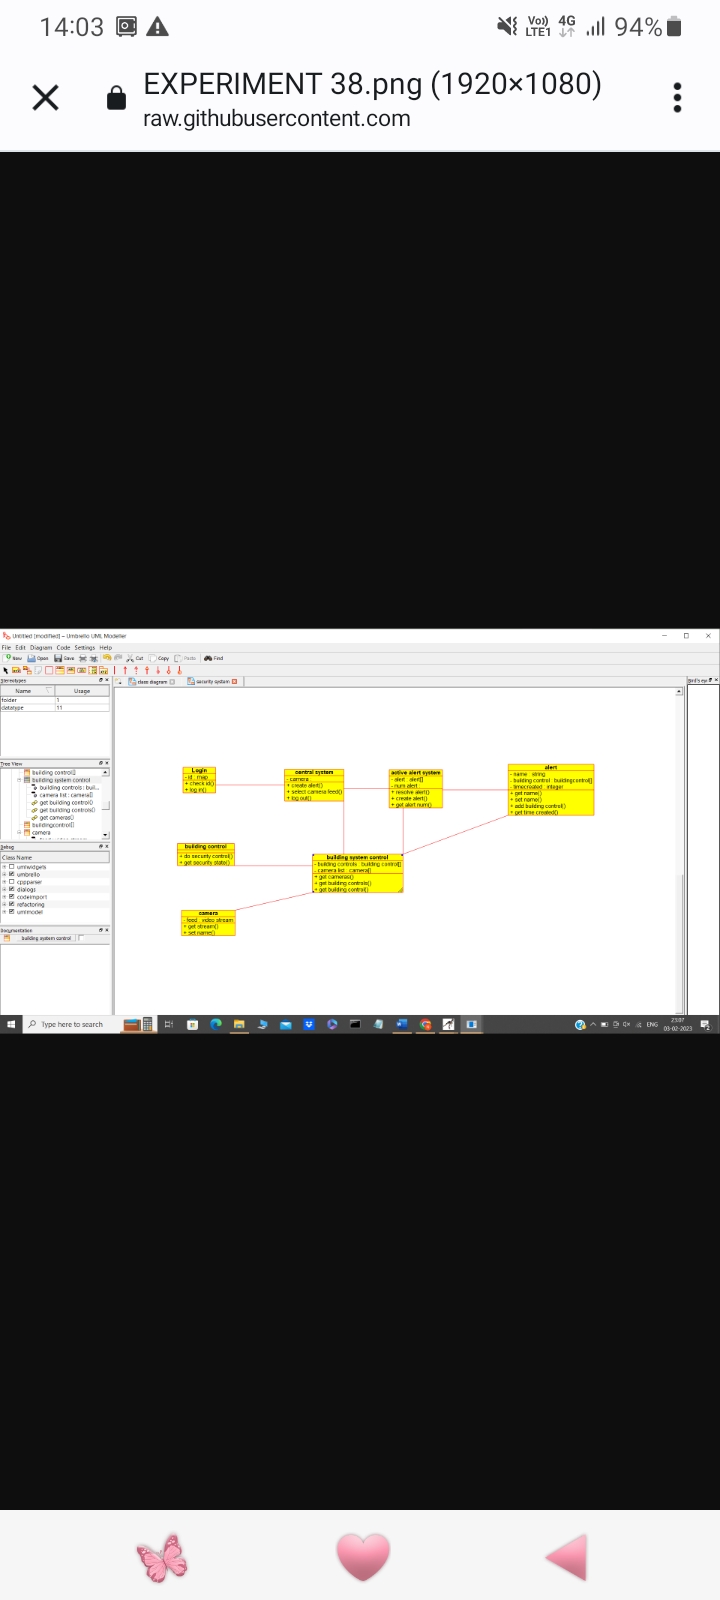 14:03
Vo))
LTE1
4G
94%
EXPERIMENT 38.png (1920×1080)
raw.githubusercontent.com
Untitled [modified] – Umbrello UML Modeller
File Edit Diagram Code Settings Help
New Open Save Cut Copy Paste Find
Stereotypes
Name Usage
folder 1
datatype 11
class diagram
security system
Tree View
building control[]
building system control
building controls : buil...
camera list : camera[]
get building control()
get building controls()
get cameras()
buildingcontrol[]
camera
Debug
Class Name
umlwidgets
umbrello
cppparser
dialogs
codeimport
refactoring
umlmodel
Documentation
building system control
Login
- id : map
+ check id()
+ log in()
central system
- camera
+ create alert()
+ select camera feed()
+ log out()
active alert system
- alert : alert[]
- num alert
+ resolve alert()
+ create alert()
+ get alert num()
alert
- name : string
- building control : buildingcontrol[]
- timecreated : integer
+ get name()
+ set name()
+ add building control()
+ get time created()
building control
+ do security control()
+ get security state()
building system control
- building controls : building control[]
- camera list : camera[]
+ get cameras()
+ get building controls()
+ get building control()
camera
- feed : video stream
+ get stream()
+ set name()
Type here to search
ENG
23:07
03-02-2023